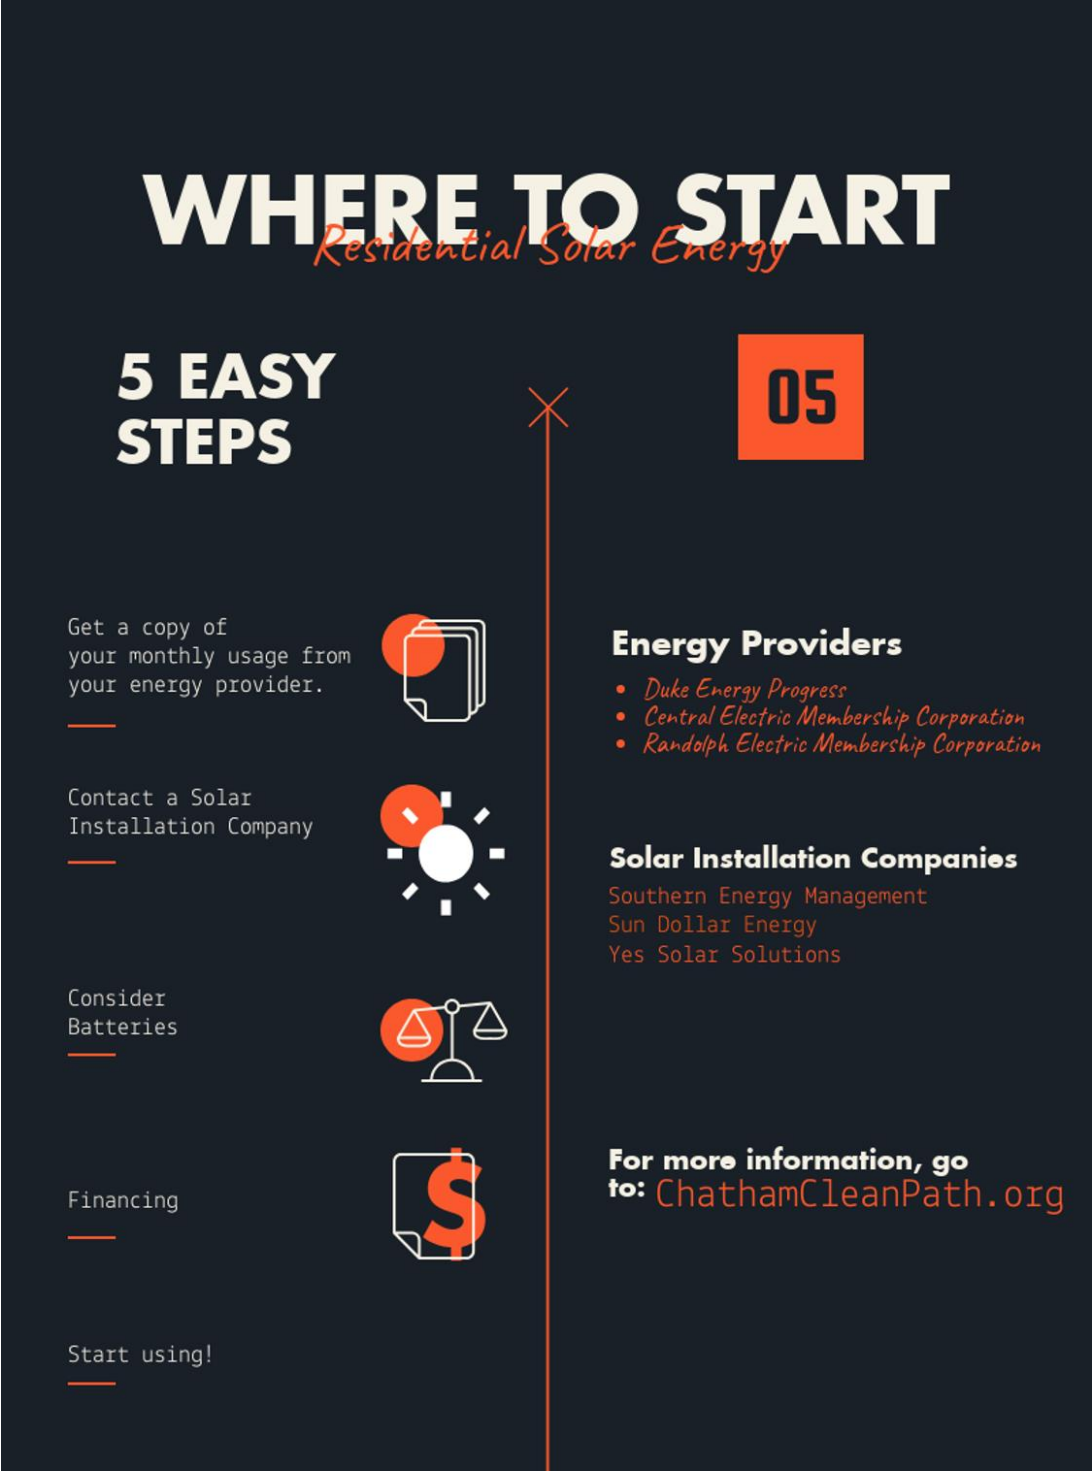 WHERE TO START
Residential Solar Energy
5 EASY
STEPS
05
Get a copy of
your monthly usage from
your energy provider.
Contact a Solar
Installation Company
Consider
Batteries
Financing
$
Start using!
Energy Providers
• Duke Energy Progress
• Central Electric Membership Corporation
• Randolph Electric Membership Corporation
Solar Installation Companies
Southern Energy Management
Sun Dollar Energy
Yes Solar Solutions
For more information, go
to: ChathamCleanPath.org